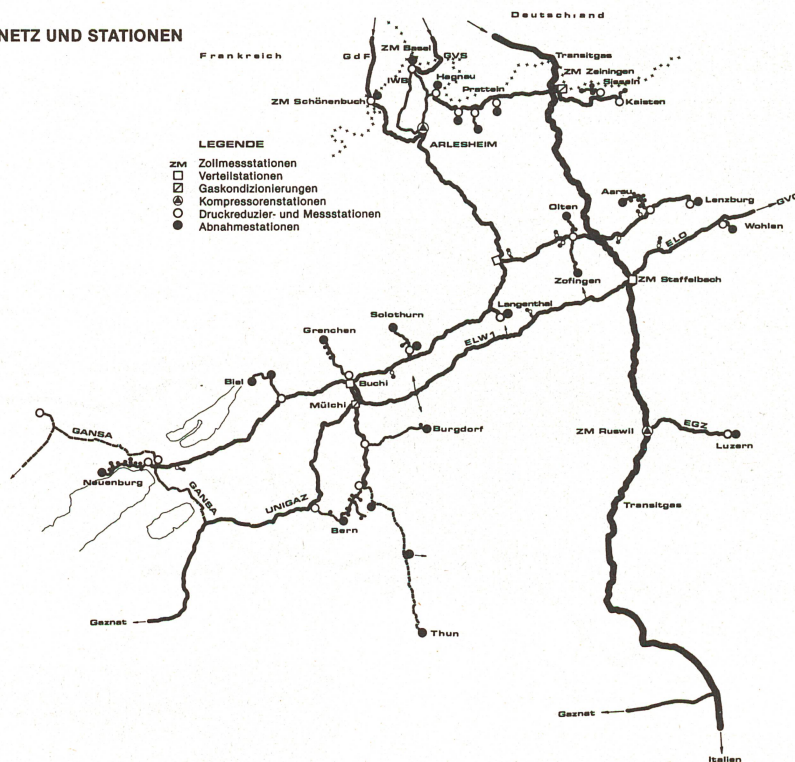 NETZ UND STATIONEN
Deutschland
Frankreich
GdF
ZM Basel
GVS
Transitgas
IWB
Hagnau
ZM Zeiningen
Sisseln
Pratteln
Kaisten
ZM Schönenbuch
ARLESHEIM
LEGENDE
ZM Zollmessstationen
Verteilstationen
Gaskondizionierungen
Kompressorenstationen
Druckreduzier- und Messstationen
Abnahmestationen
Aarau
Lenzburg
Olten
GVO
Wohlen
ELO
Zofingen
ZM Staffelbach
Langenthal
Solothurn
Grenchen
ELW1
Biel
Buchi
Mülchi
GANSA
Burgdorf
ZM Ruswil
EGZ
Luzern
Neuenburg
GANSA
UNIGAZ
Bern
Transitgas
Gaznat
Thun
Gaznat
Italien